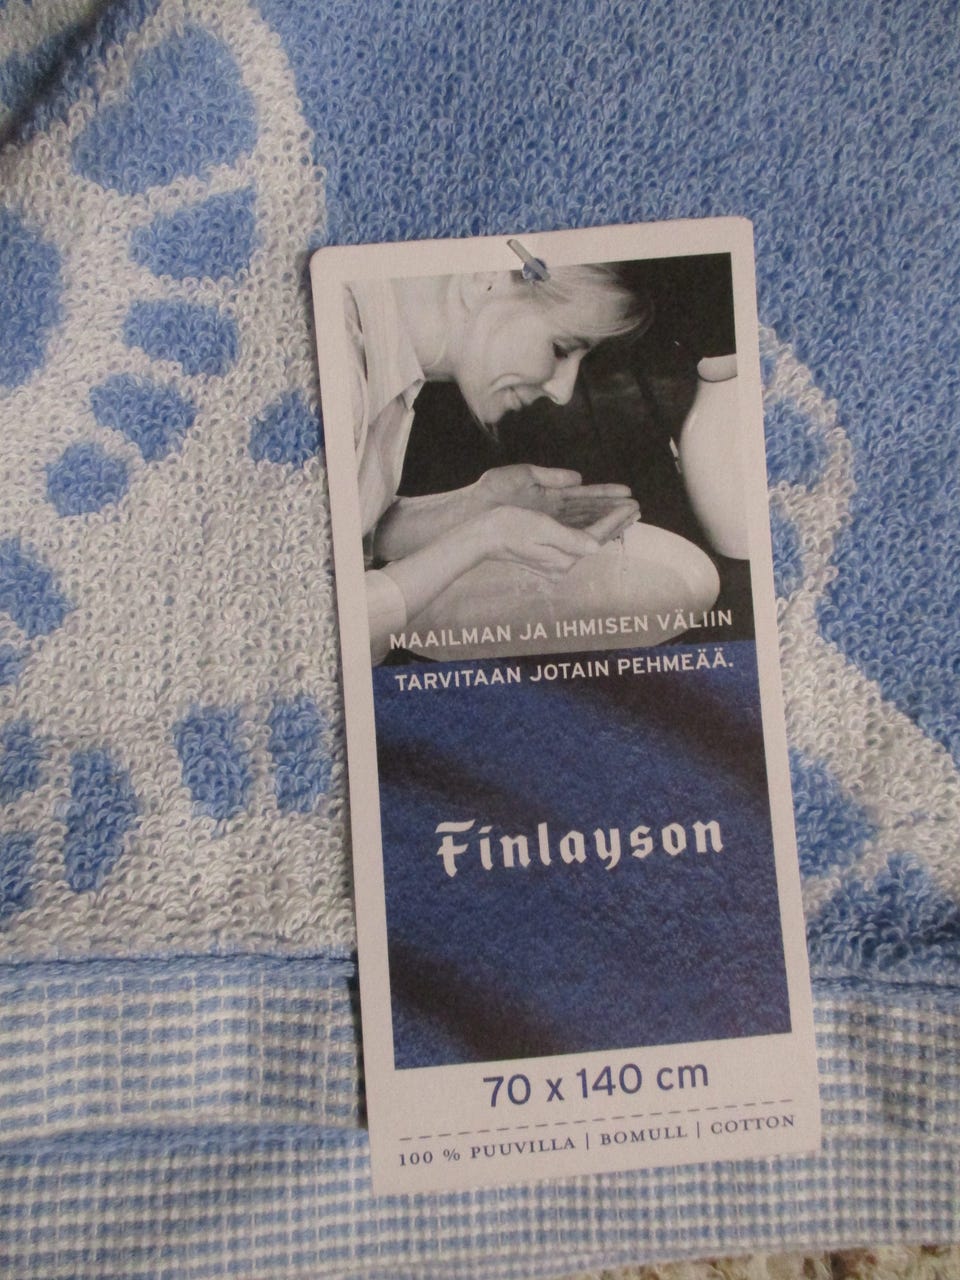 MAAILMAN JA IHMISEN VÄLIIN
TARVITAAN JOTAIN PEHMEÄÄ.
Finlayson
70 x 140 cm
100 % PUUVILLA | BOMULL | COTTON